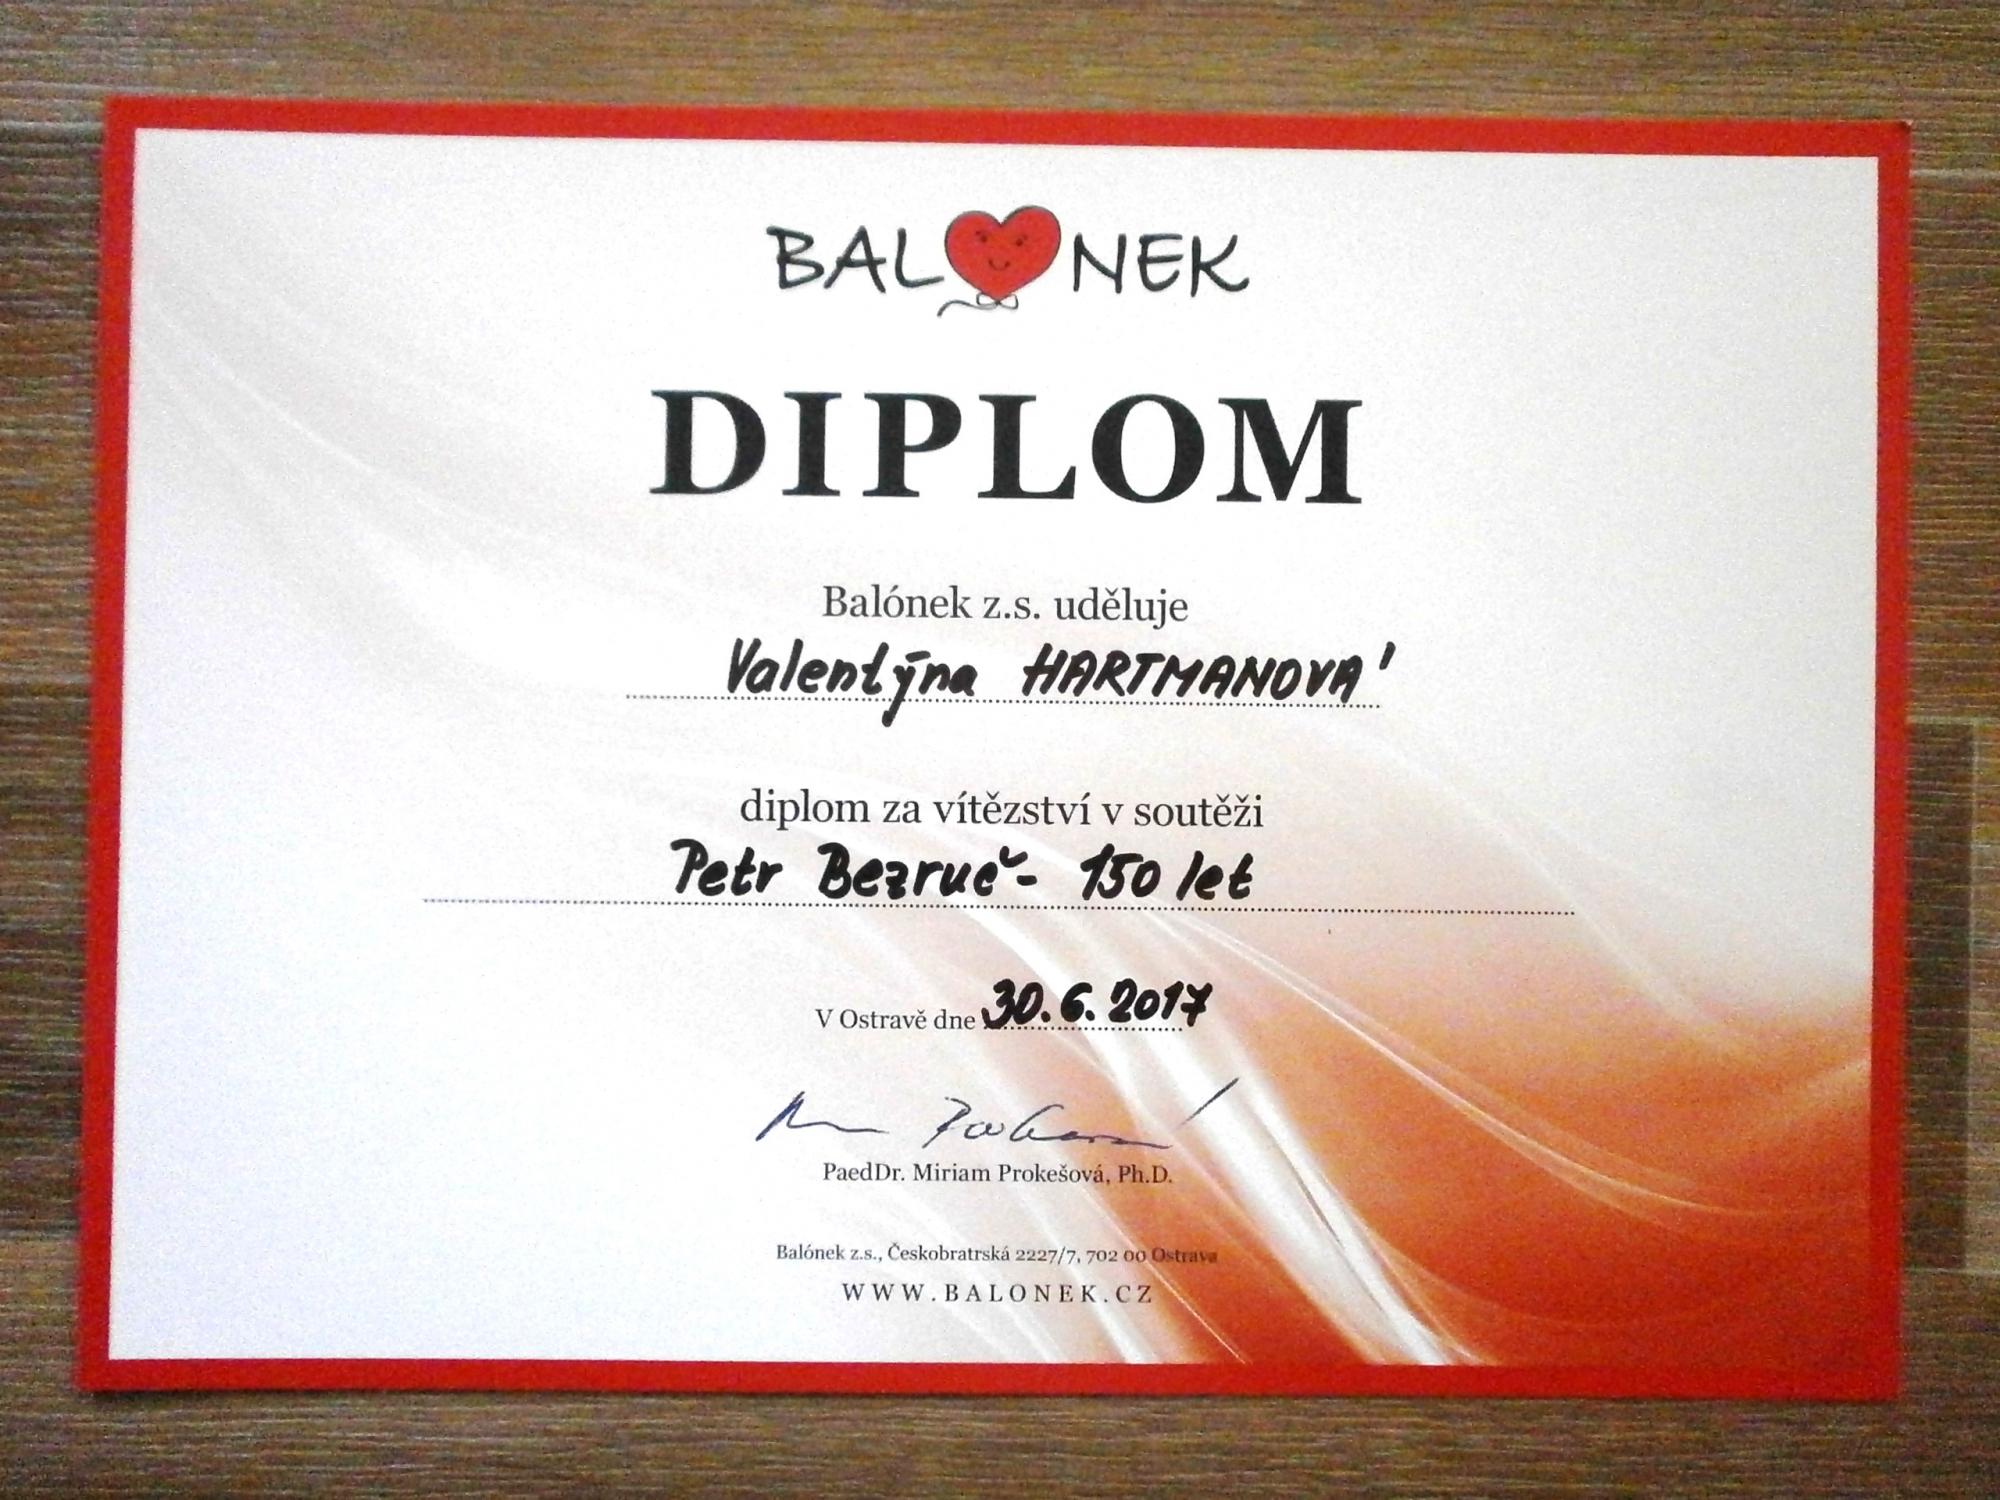 BALONEK
DIPLOM
Balónek z.s. uděluje
Valentýna HARTMANOVÁ
diplom za vítězství v soutěži
Petr Bezruč - 150 let
V Ostravě dne 30.6.2017
PaedDr. Miriam Prokešová, Ph.D.
Balónek z.s., Českobratrská 2227/7, 702 00 Ostrava
WWW.BALONEK.CZ